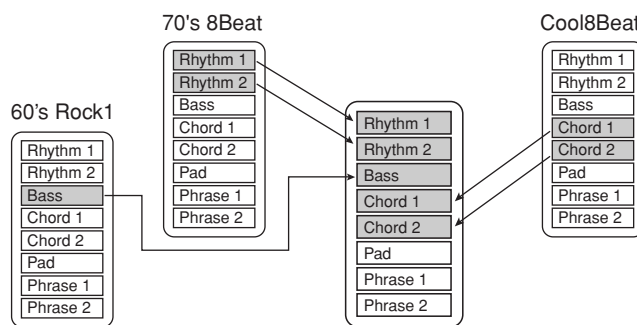 70's 8Beat
Rhythm 1
Rhythm 2
Bass
Chord 1
Chord 2
Pad
Phrase 1
Phrase 2
60's Rock1
Rhythm 1
Rhythm 2
Bass
Chord 1
Chord 2
Pad
Phrase 1
Phrase 2
Rhythm 1
Rhythm 2
Bass
Chord 1
Chord 2
Pad
Phrase 1
Phrase 2
Cool8Beat
Rhythm 1
Rhythm 2
Bass
Chord 1
Chord 2
Pad
Phrase 1
Phrase 2